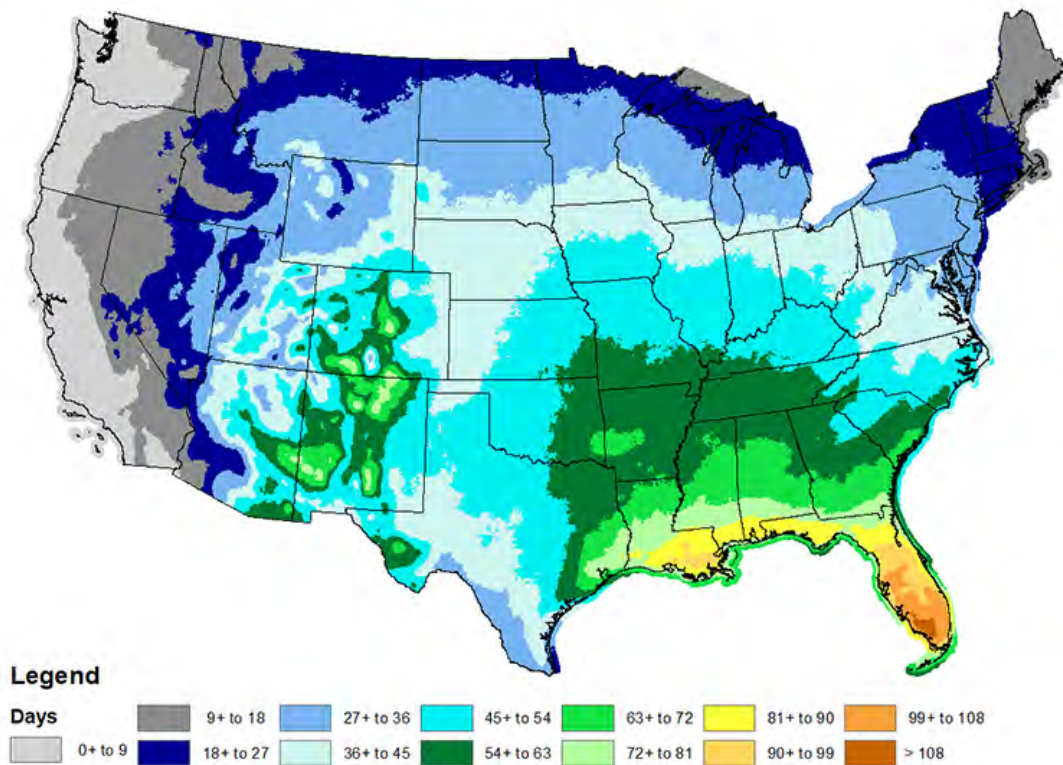 Legend
Days
9+ to 18 27+ to 36 45+ to 54 63+ to 72 81+ to 90 99+ to 108
0+ to 9 18+ to 27 36+ to 45 54+ to 63 72+ to 81 90+ to 99 > 108